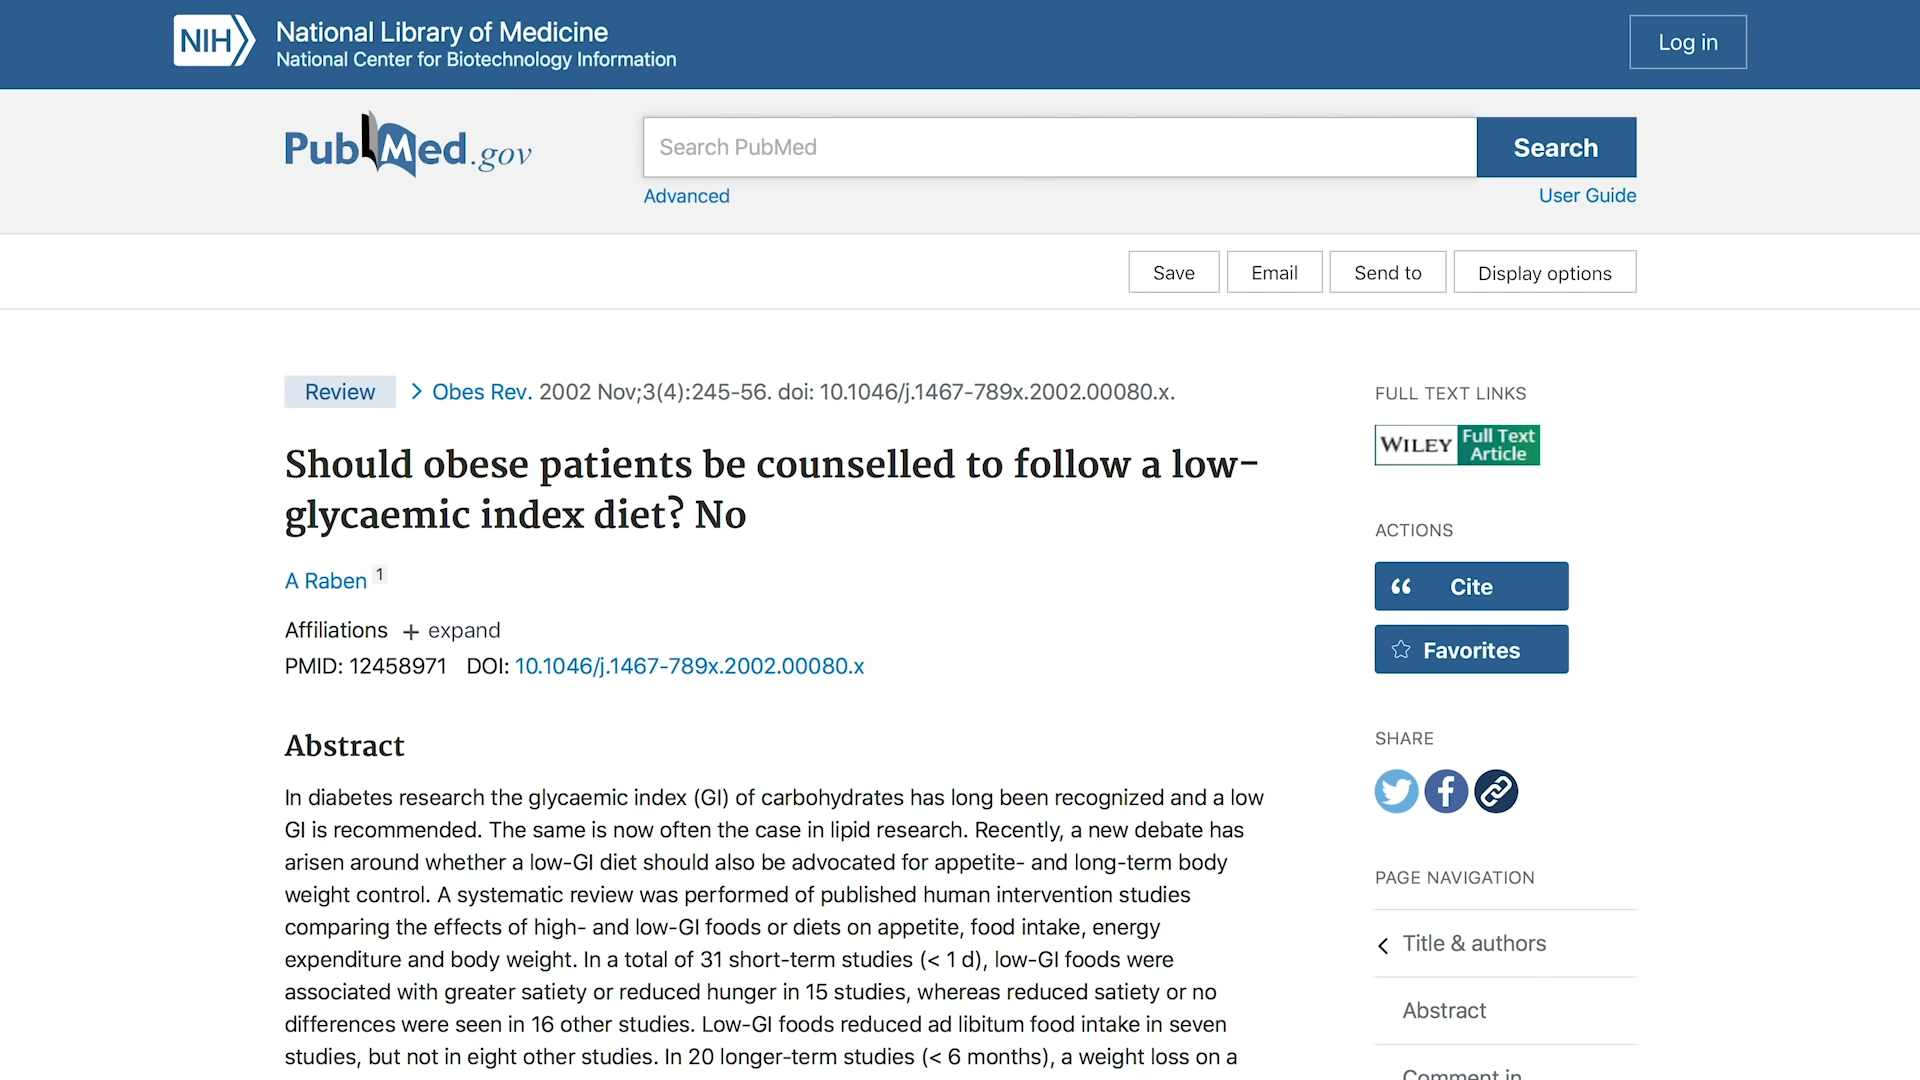 NIH
National Library of Medicine
National Center for Biotechnology Information
Log in
PubMed.gov
Search PubMed
Search
Advanced
User Guide
Save
Email
Send to
Display options
Review
Obes Rev. 2002 Nov;3(4):245-56. doi: 10.1046/j.1467-789x.2002.00080.x.
Should obese patients be counselled to follow a low-
glycaemic index diet? No
A Raben 1
Affiliations + expand
PMID: 12458971 DOI: 10.1046/j.1467-789x.2002.00080.x
Abstract
In diabetes research the glycaemic index (GI) of carbohydrates has long been recognized and a low
GI is recommended. The same is now often the case in lipid research. Recently, a new debate has
arisen around whether a low-GI diet should also be advocated for appetite- and long-term body
weight control. A systematic review was performed of published human intervention studies
comparing the effects of high- and low-GI foods or diets on appetite, food intake, energy
expenditure and body weight. In a total of 31 short-term studies (< 1 d), low-GI foods were
associated with greater satiety or reduced hunger in 15 studies, whereas reduced satiety or no
differences were seen in 16 other studies. Low-GI foods reduced ad libitum food intake in seven
studies, but not in eight other studies. In 20 longer-term studies (< 6 months), a weight loss on a
FULL TEXT LINKS
WILEY Full Text
Article
ACTIONS
Cite
Favorites
SHARE
PAGE NAVIGATION
Title & authors
Abstract
Comment in